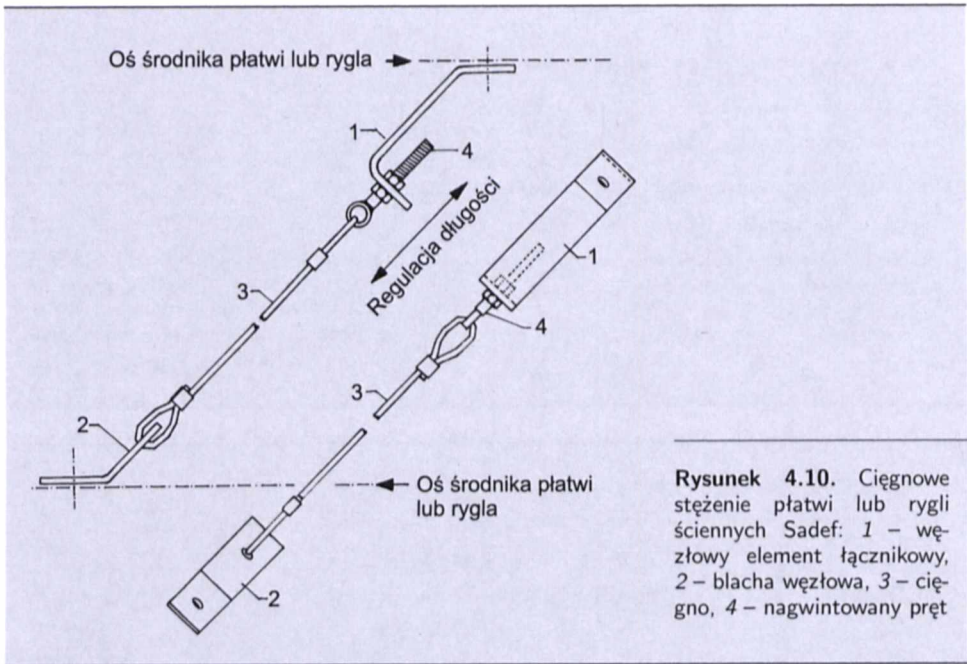 Oś środnika płatwi lub rygla
1
4
Regulacja długości
1
3
4
3
2
Oś środnika płatwi
lub rygla
2
Rysunek 4.10. Cięgnowe
stężenie płatwi lub rygli
ściennych Sadef: 1 – wę-
złowy element łącznikowy,
2 – blacha węzłowa, 3 – cię-
gno, 4 – nagwintowany pręt